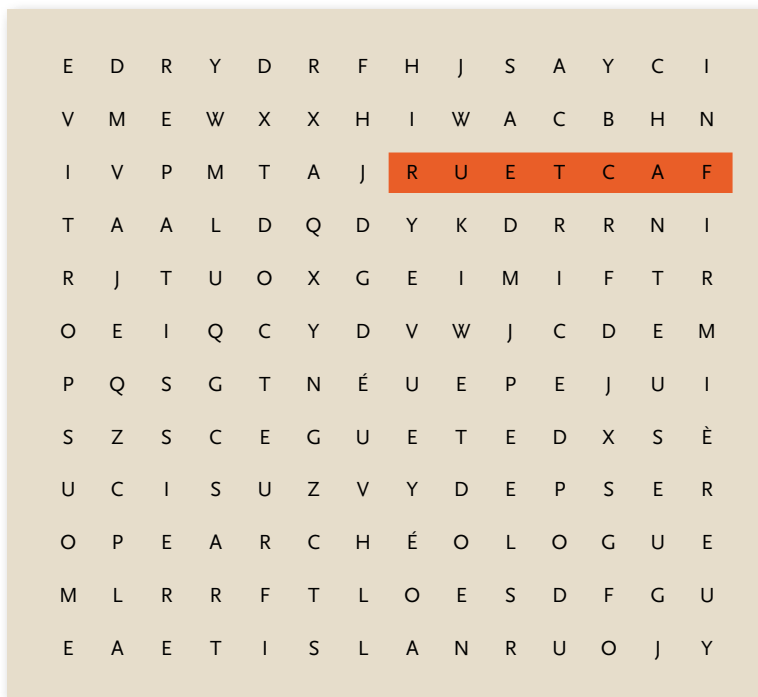 E D R Y D R F H J S A Y C I
V M E W X X H I W A C B H N
I V P M T A J R U E T C A F
T A A L D Q D Y K D R R N I
R J T U O X G E I M I F T R
O E I Q C Y D V W J C D E M
P Q S G T N É U E P E J U I
S Z S C E G U E T E D X S È
U C I S U Z V Y D E P S E R
O P E A R C H É O L O G U E
M L R R F T L O E S D F G U
E A E T I S L A N R U O J Y